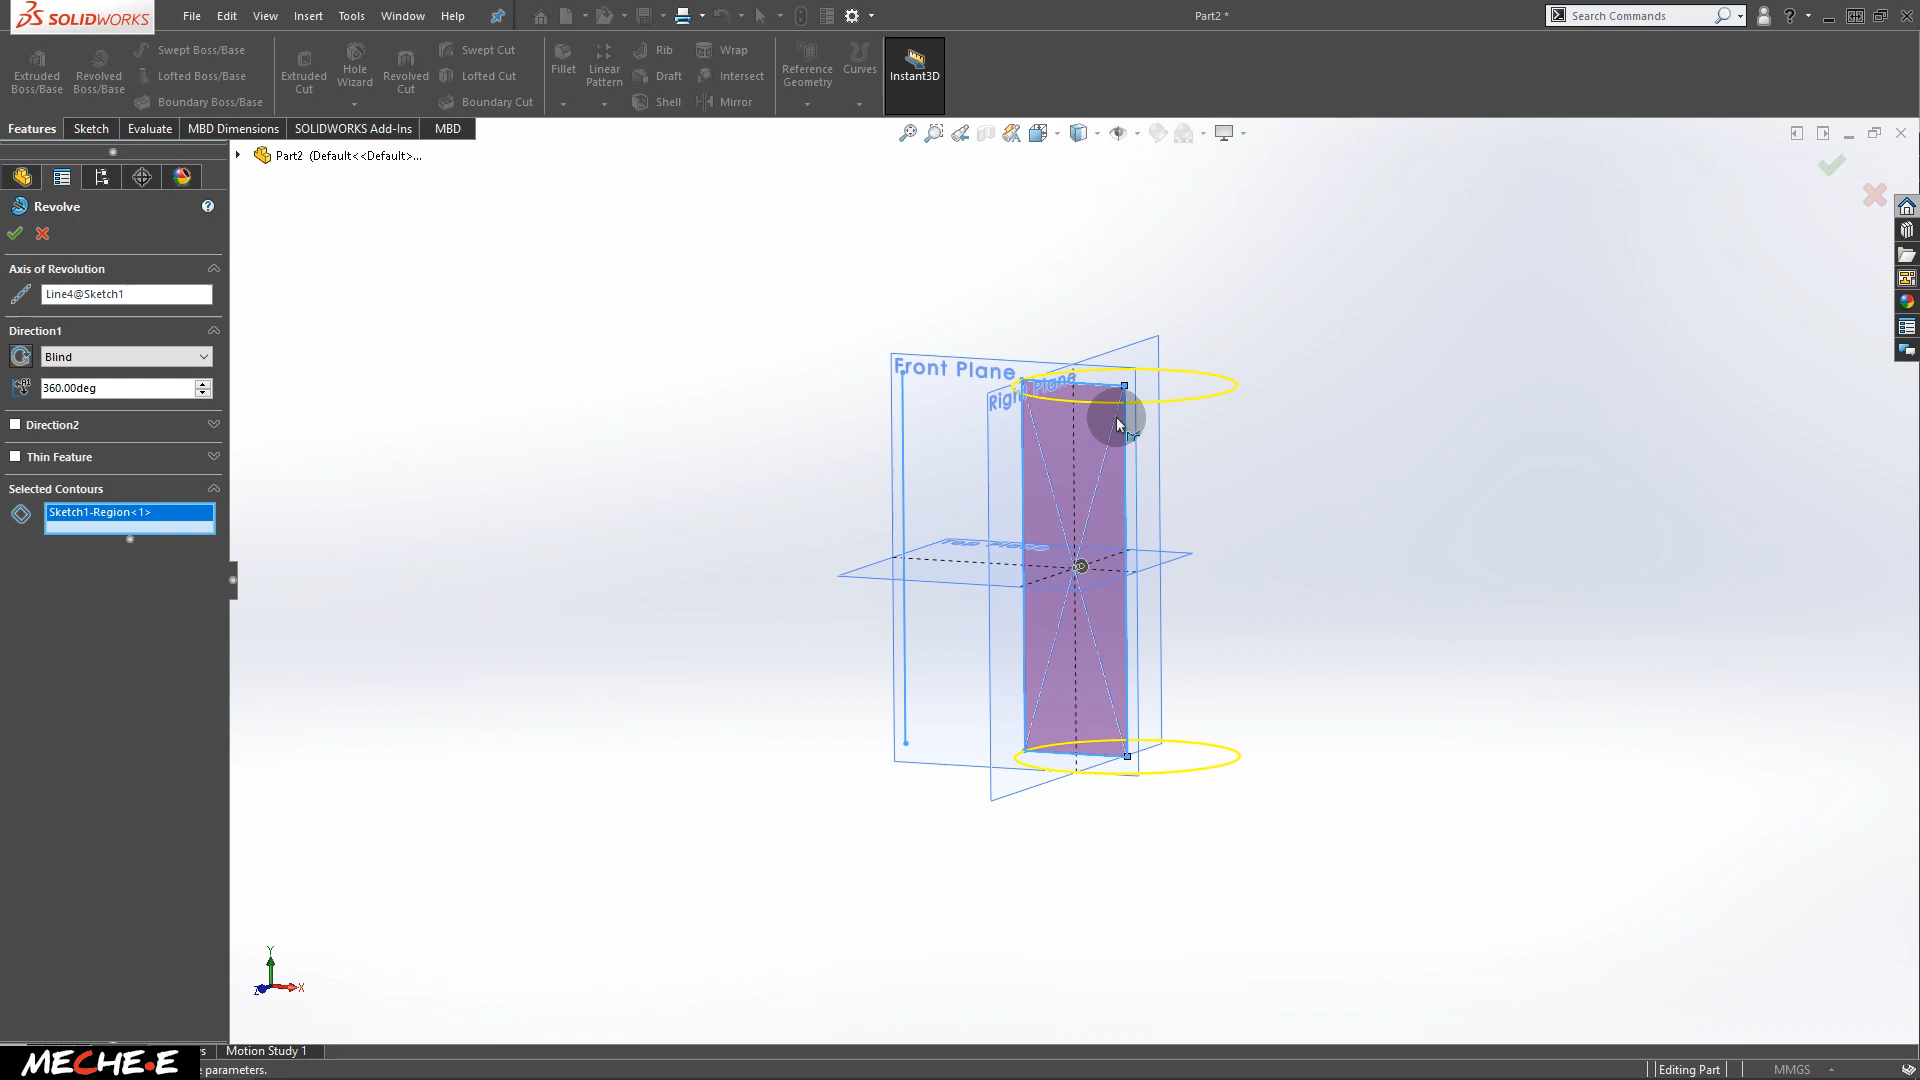 SOLIDWORKS
File Edit View Insert Tools Window Help
Part2 *
Search Commands
Extruded Boss/Base
Revolved Boss/Base
Swept Boss/Base
Lofted Boss/Base
Boundary Boss/Base
Extruded Cut
Hole Wizard
Revolved Cut
Swept Cut
Lofted Cut
Boundary Cut
Fillet
Linear Pattern
Rib
Draft
Shell
Wrap
Intersect
Mirror
Reference Geometry
Curves
Instant3D
Features Sketch Evaluate MBD Dimensions SOLIDWORKS Add-Ins MBD
Part2 (Default<<Default>...
Revolve
Axis of Revolution
Line4@Sketch1
Direction1
Blind
360.00deg
Direction2
Thin Feature
Selected Contours
Sketch1-Region<1>
Front Plane
Right Plane
Top Plane
Y
X
Z
Motion Study 1
MECHE•E
e parameters.
Editing Part
MMGS